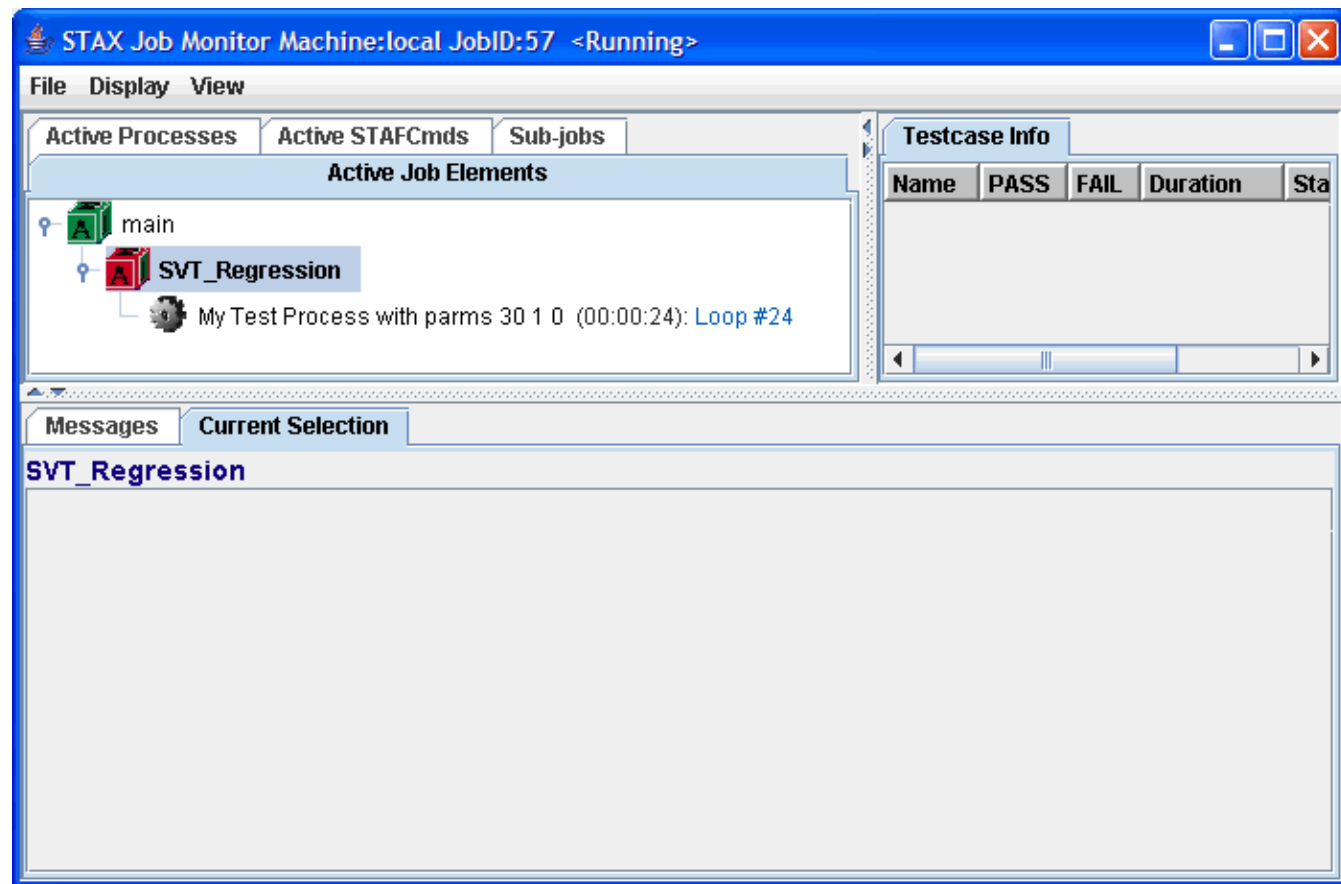 STAX Job Monitor Machine:local JobID:57 <Running>
File Display View
Active Processes Active STAFCmds Sub-jobs
Active Job Elements
main
SVT_Regression
My Test Process with parms 30 1 0 (00:00:24): Loop #24
Testcase Info
Name PASS FAIL Duration Sta
Messages Current Selection
SVT_Regression